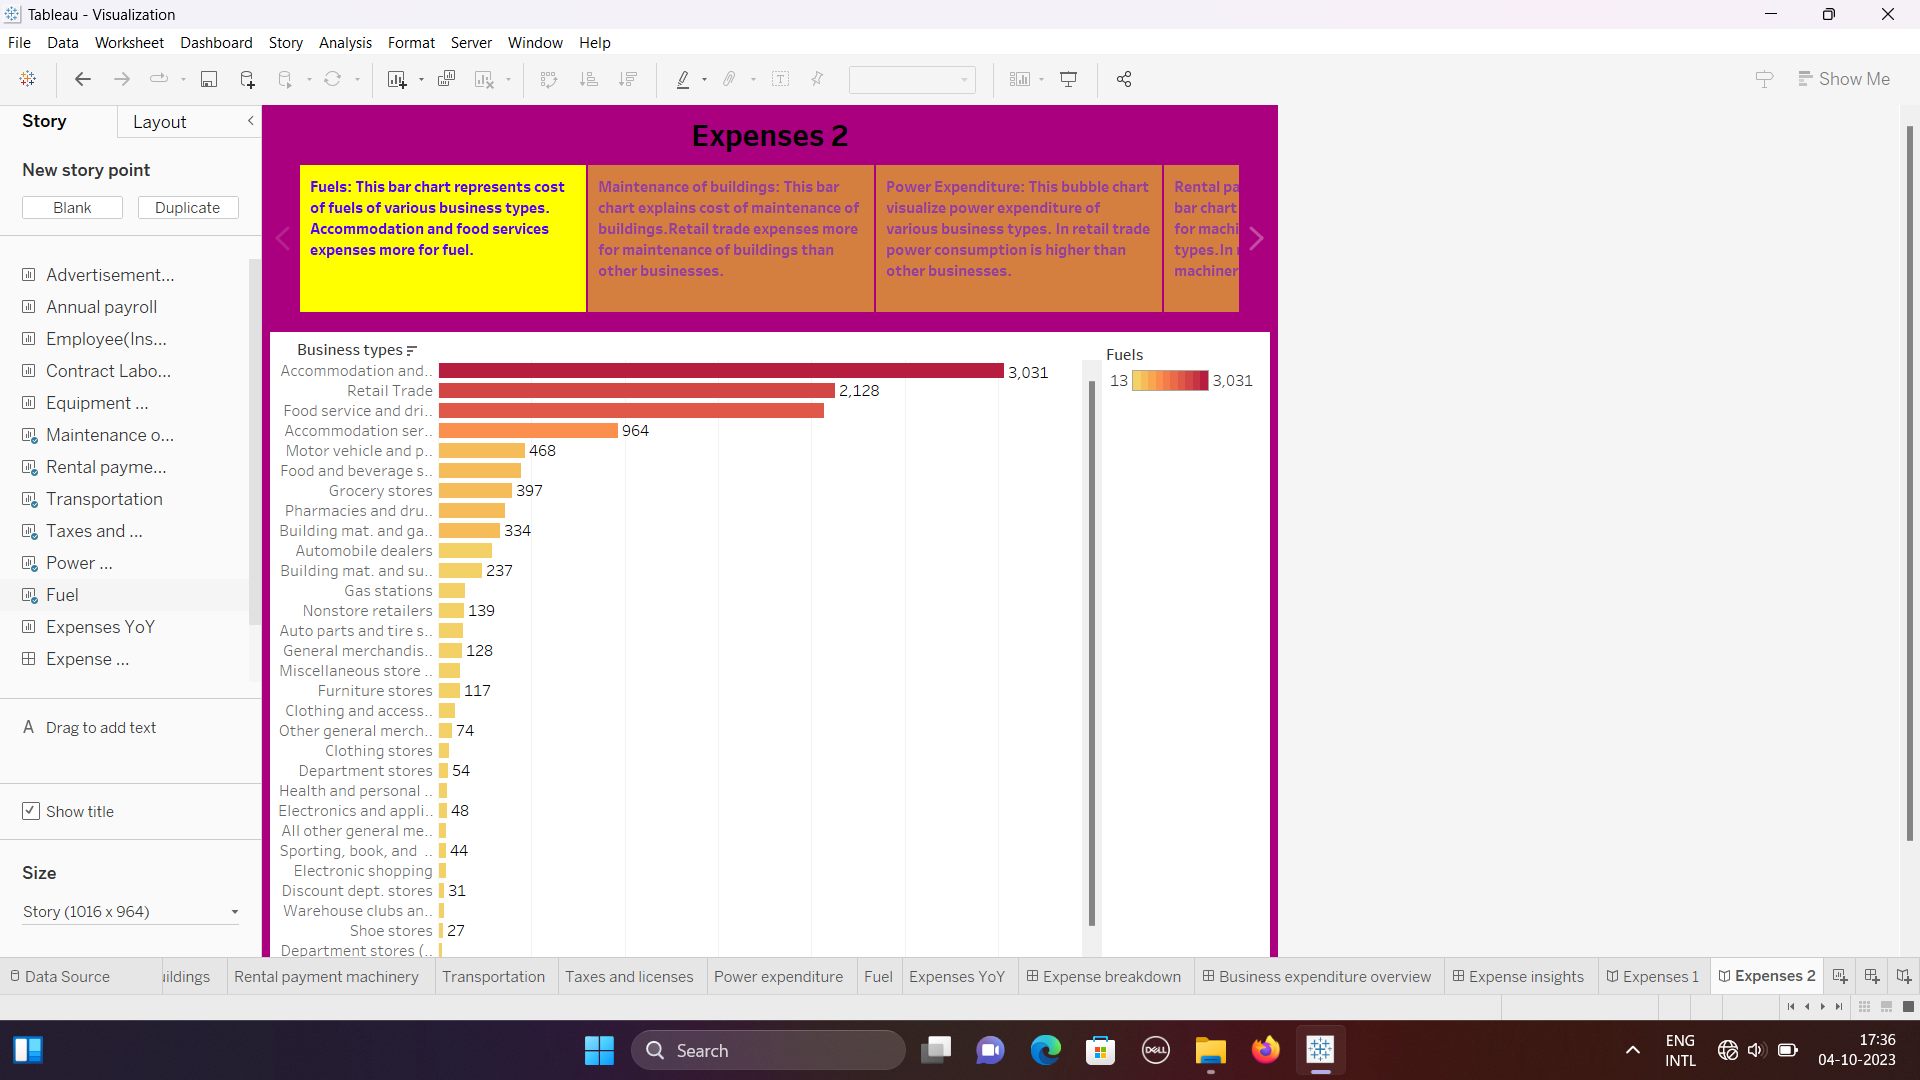 Tableau - Visualization
File Data Worksheet Dashboard Story Analysis Format Server Window Help
Show Me
Story Layout
New story point
Blank Duplicate
Advertisement...
Annual payroll
Employee(Ins...
Contract Labo...
Equipment ...
Maintenance o...
Rental payme...
Transportation
Taxes and ...
Power ...
Fuel
Expenses YoY
Expense ...
A Drag to add text
Show title
Size
Story (1016 x 964)
Expenses 2
Fuels: This bar chart represents cost
of fuels of various business types.
Accommodation and food services
expenses more for fuel.
Maintenance of buildings: This bar
chart explains cost of maintenance of
buildings.Retail trade expenses more
for maintenance of buildings than
other businesses.
Power Expenditure: This bubble chart
visualize power expenditure of
various business types. In retail trade
power consumption is higher than
other businesses.
Rental pa
bar chart
for machi
types.In
machiner
Business types
Accommodation and.. 3,031
Retail Trade 2,128
Food service and dri..
Accommodation ser.. 964
Motor vehicle and p.. 468
Food and beverage s..
Grocery stores 397
Pharmacies and dru..
Building mat. and ga.. 334
Automobile dealers
Building mat. and su.. 237
Gas stations
Nonstore retailers 139
Auto parts and tire s..
General merchandis.. 128
Miscellaneous store ..
Furniture stores 117
Clothing and access..
Other general merch.. 74
Clothing stores
Department stores 54
Health and personal ..
Electronics and appli.. 48
All other general me..
Sporting, book, and .. 44
Electronic shopping
Discount dept. stores 31
Warehouse clubs an..
Shoe stores 27
Department stores (..
Fuels
13 3,031
Data Source ildings Rental payment machinery Transportation Taxes and licenses Power expenditure Fuel Expenses YoY Expense breakdown Business expenditure overview Expense insights Expenses 1 Expenses 2
Search
DELL
ENG
INTL
17:36
04-10-2023